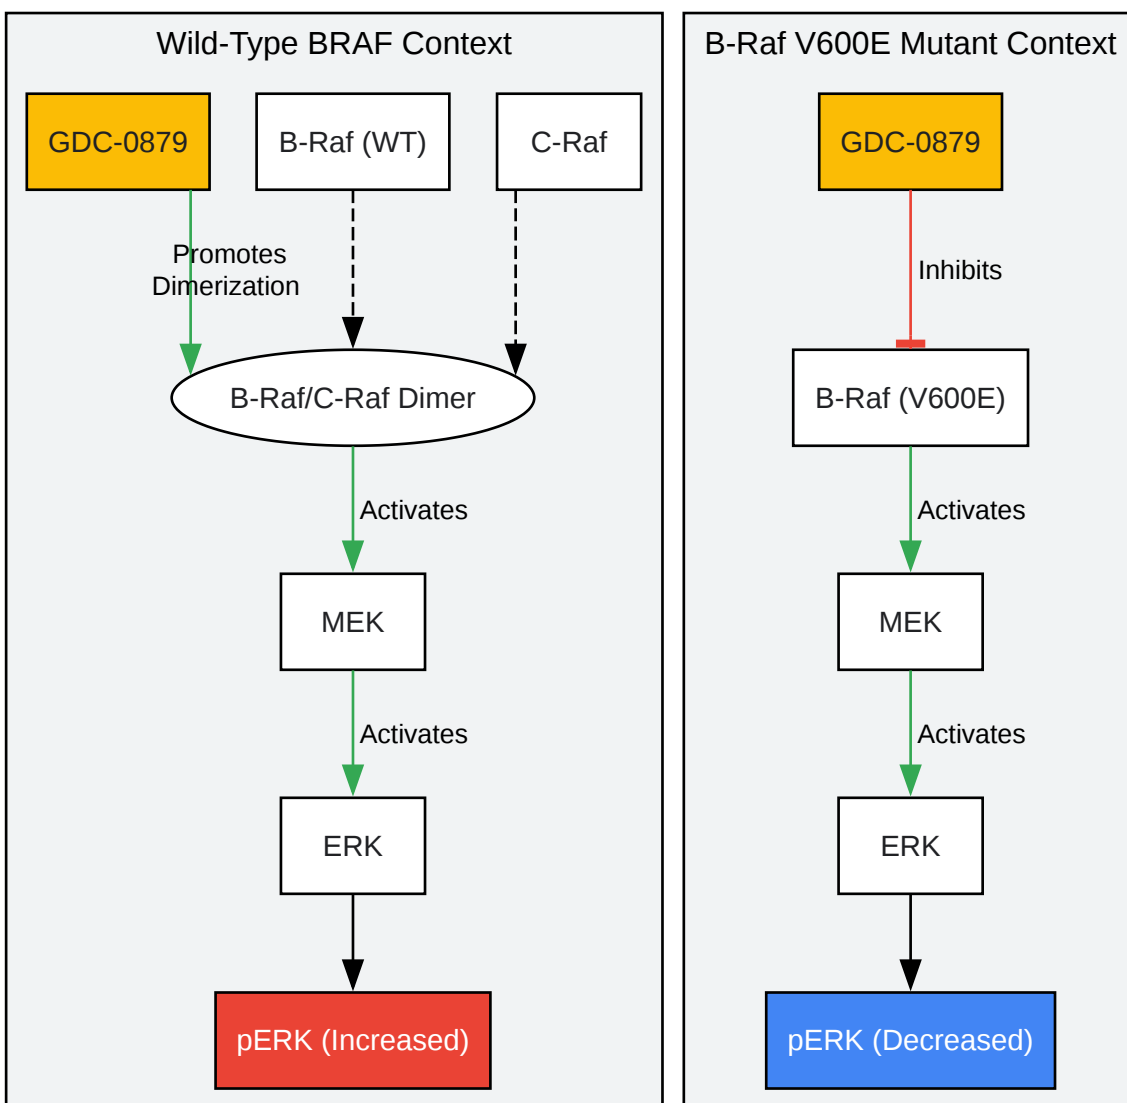 Wild-Type BRAF Context
GDC-0879
B-Raf (WT)
C-Raf
Promotes
Dimerization
B-Raf/C-Raf Dimer
Activates
MEK
Activates
ERK
pERK (Increased)
B-Raf V600E Mutant Context
GDC-0879
Inhibits
B-Raf (V600E)
Activates
MEK
Activates
ERK
pERK (Decreased)